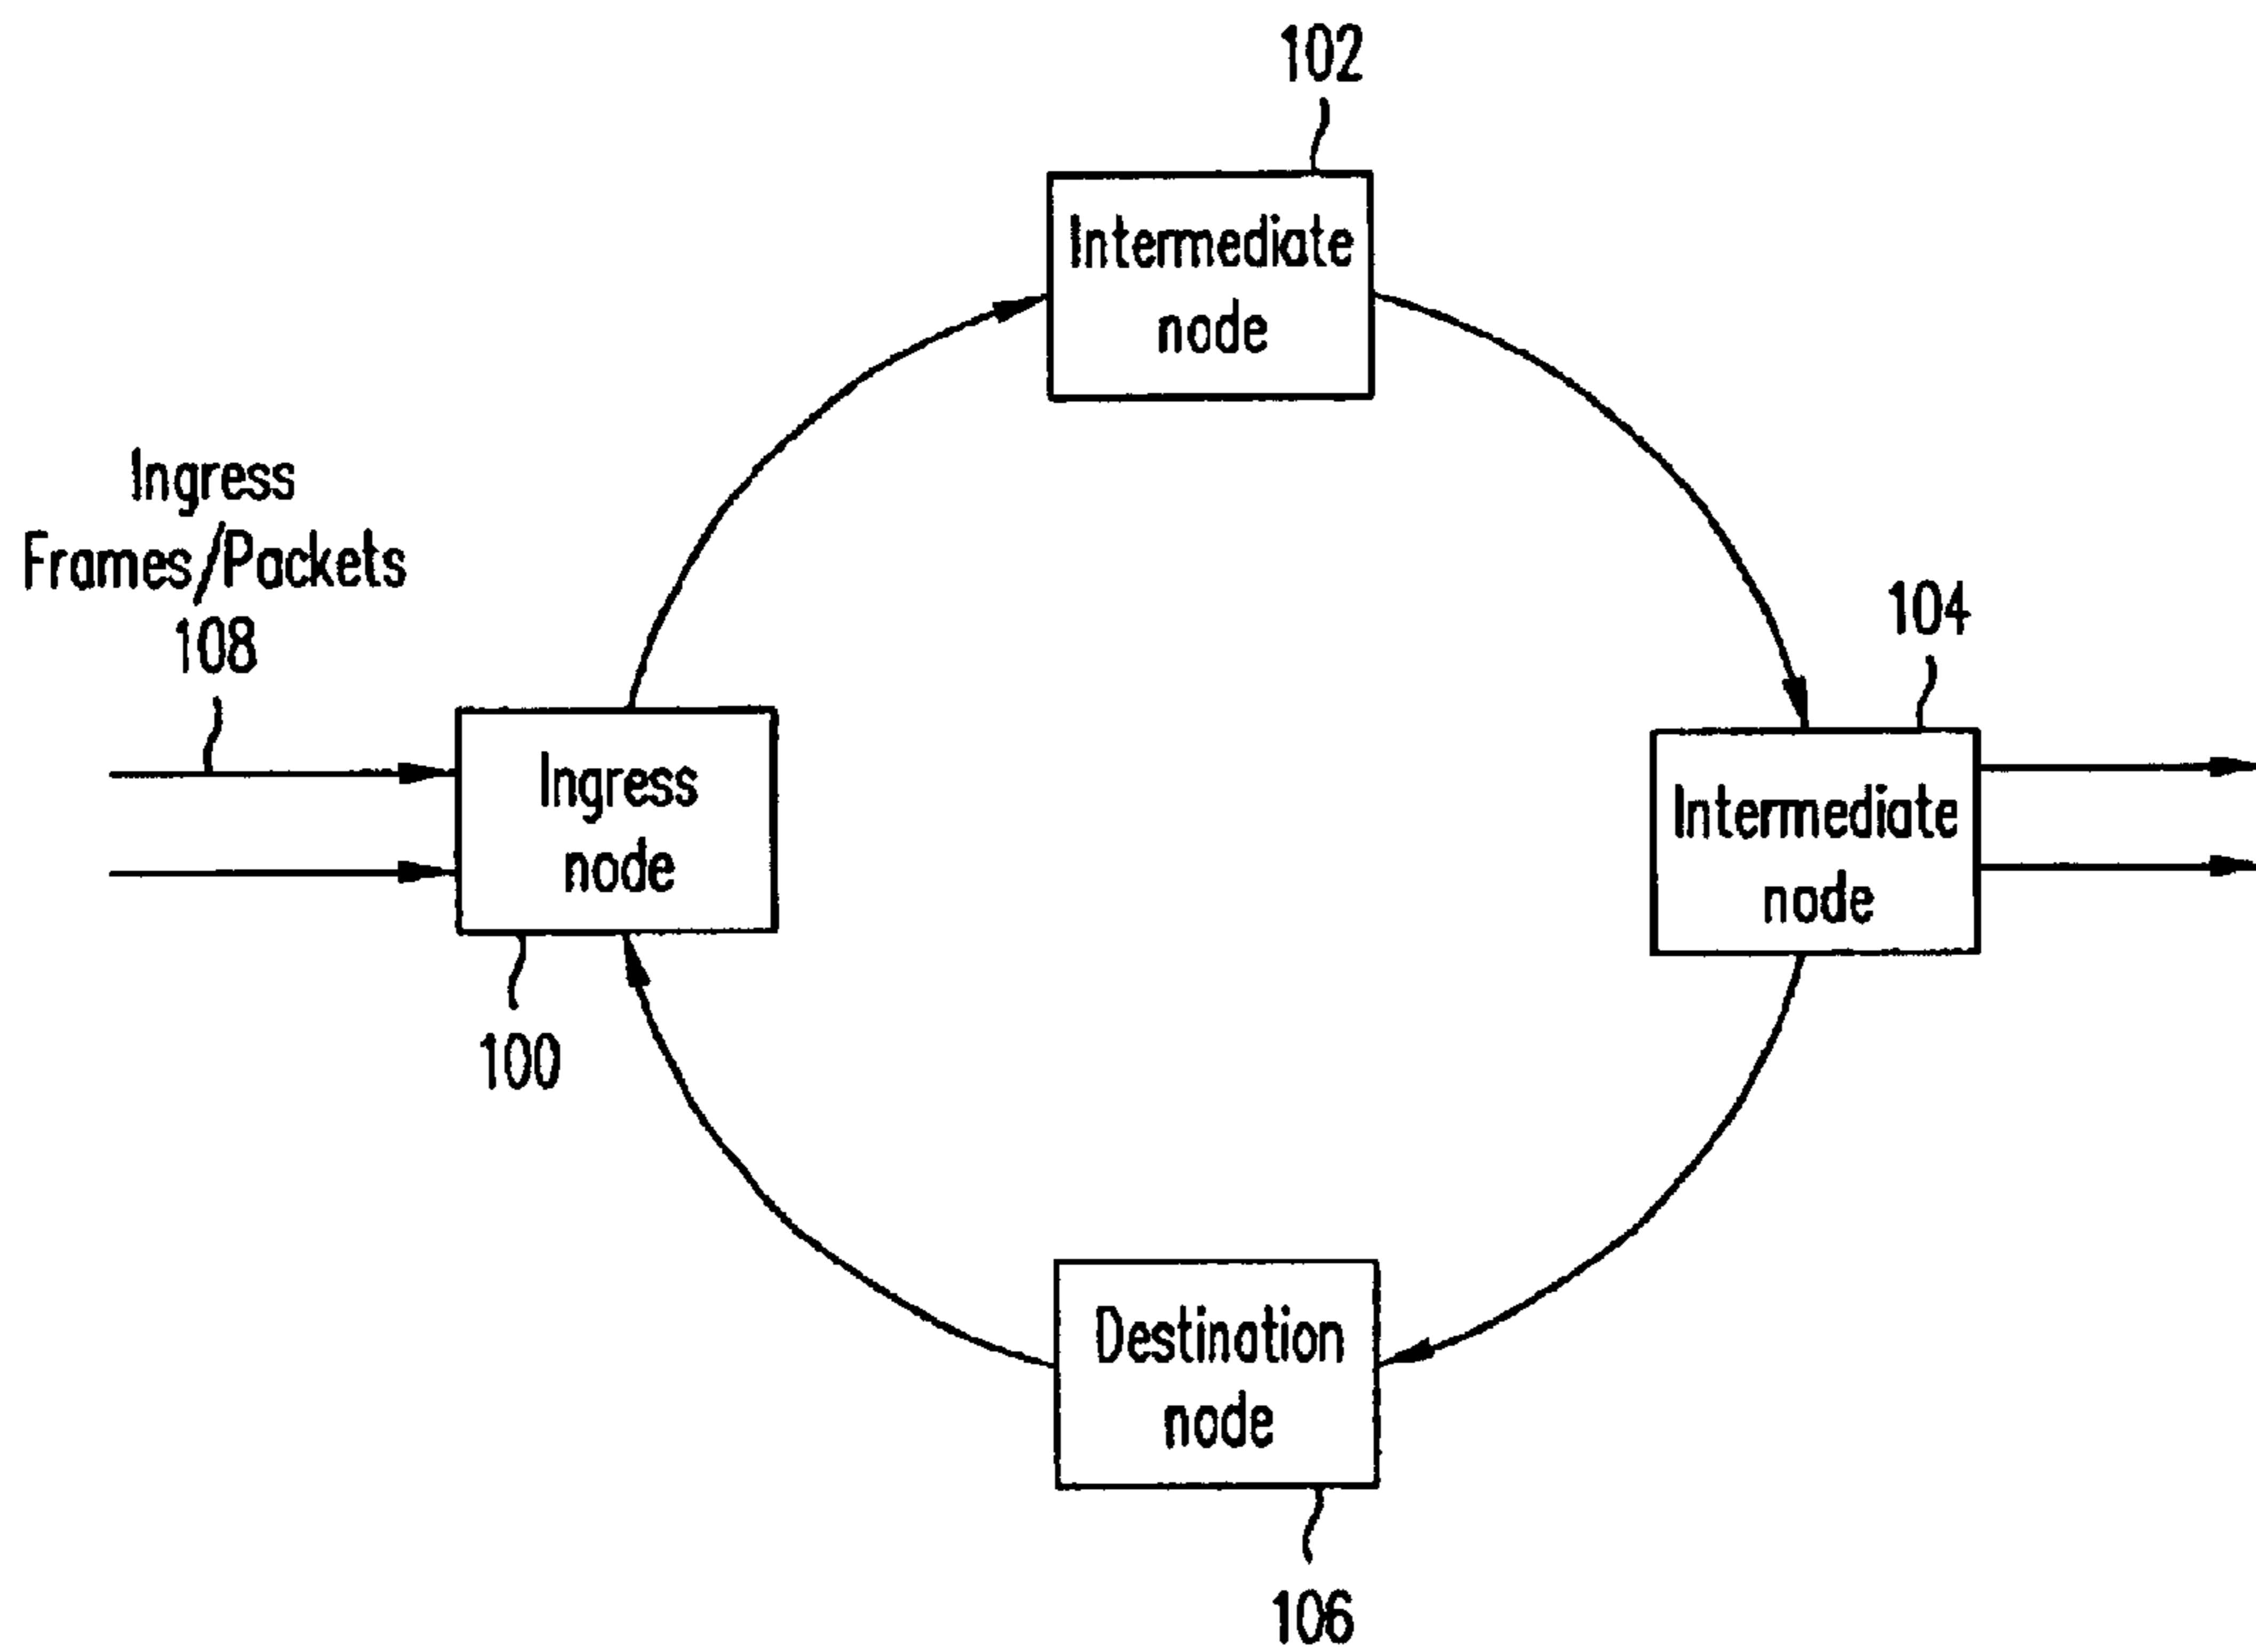 102
Intermediate
node
Ingress
Frames/Packets
108
104
Ingress
node
Intermediate
node
100
Destination
node
106